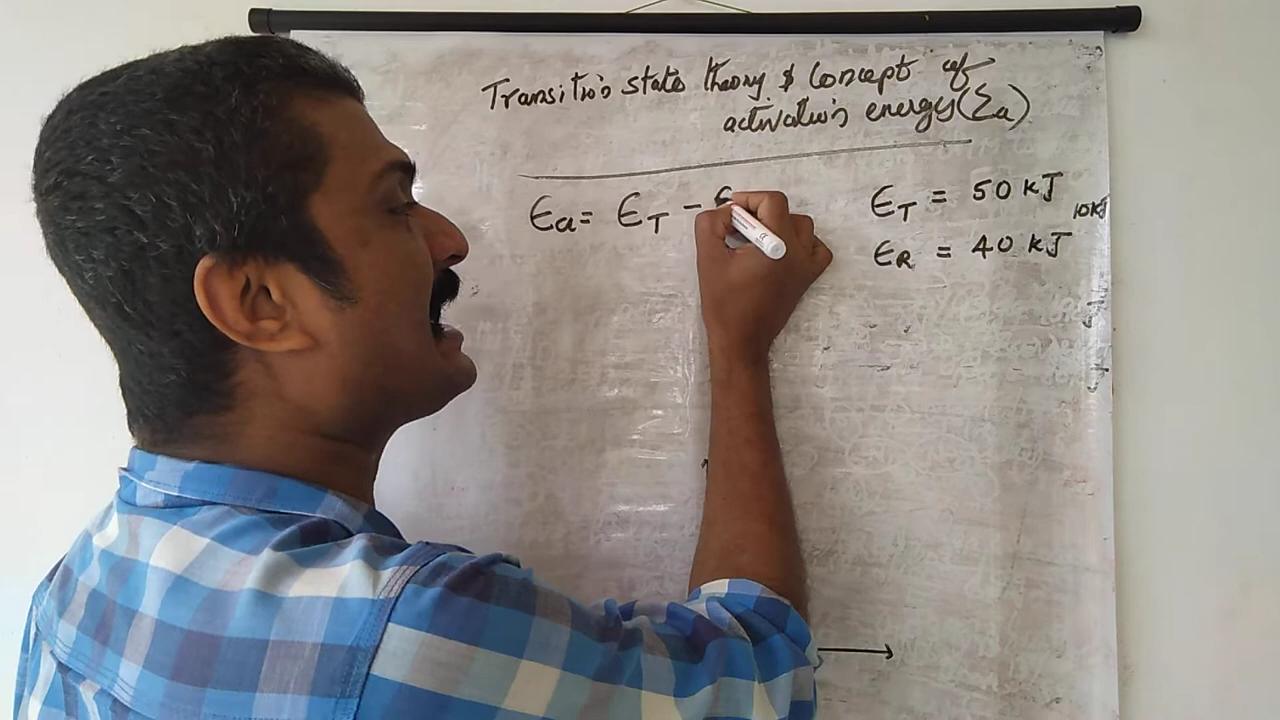 Transition state theory & Concept of
activation energy (Ea)
Ea = ET - E
ET = 50 kJ
10kJ
ER = 40 kJ